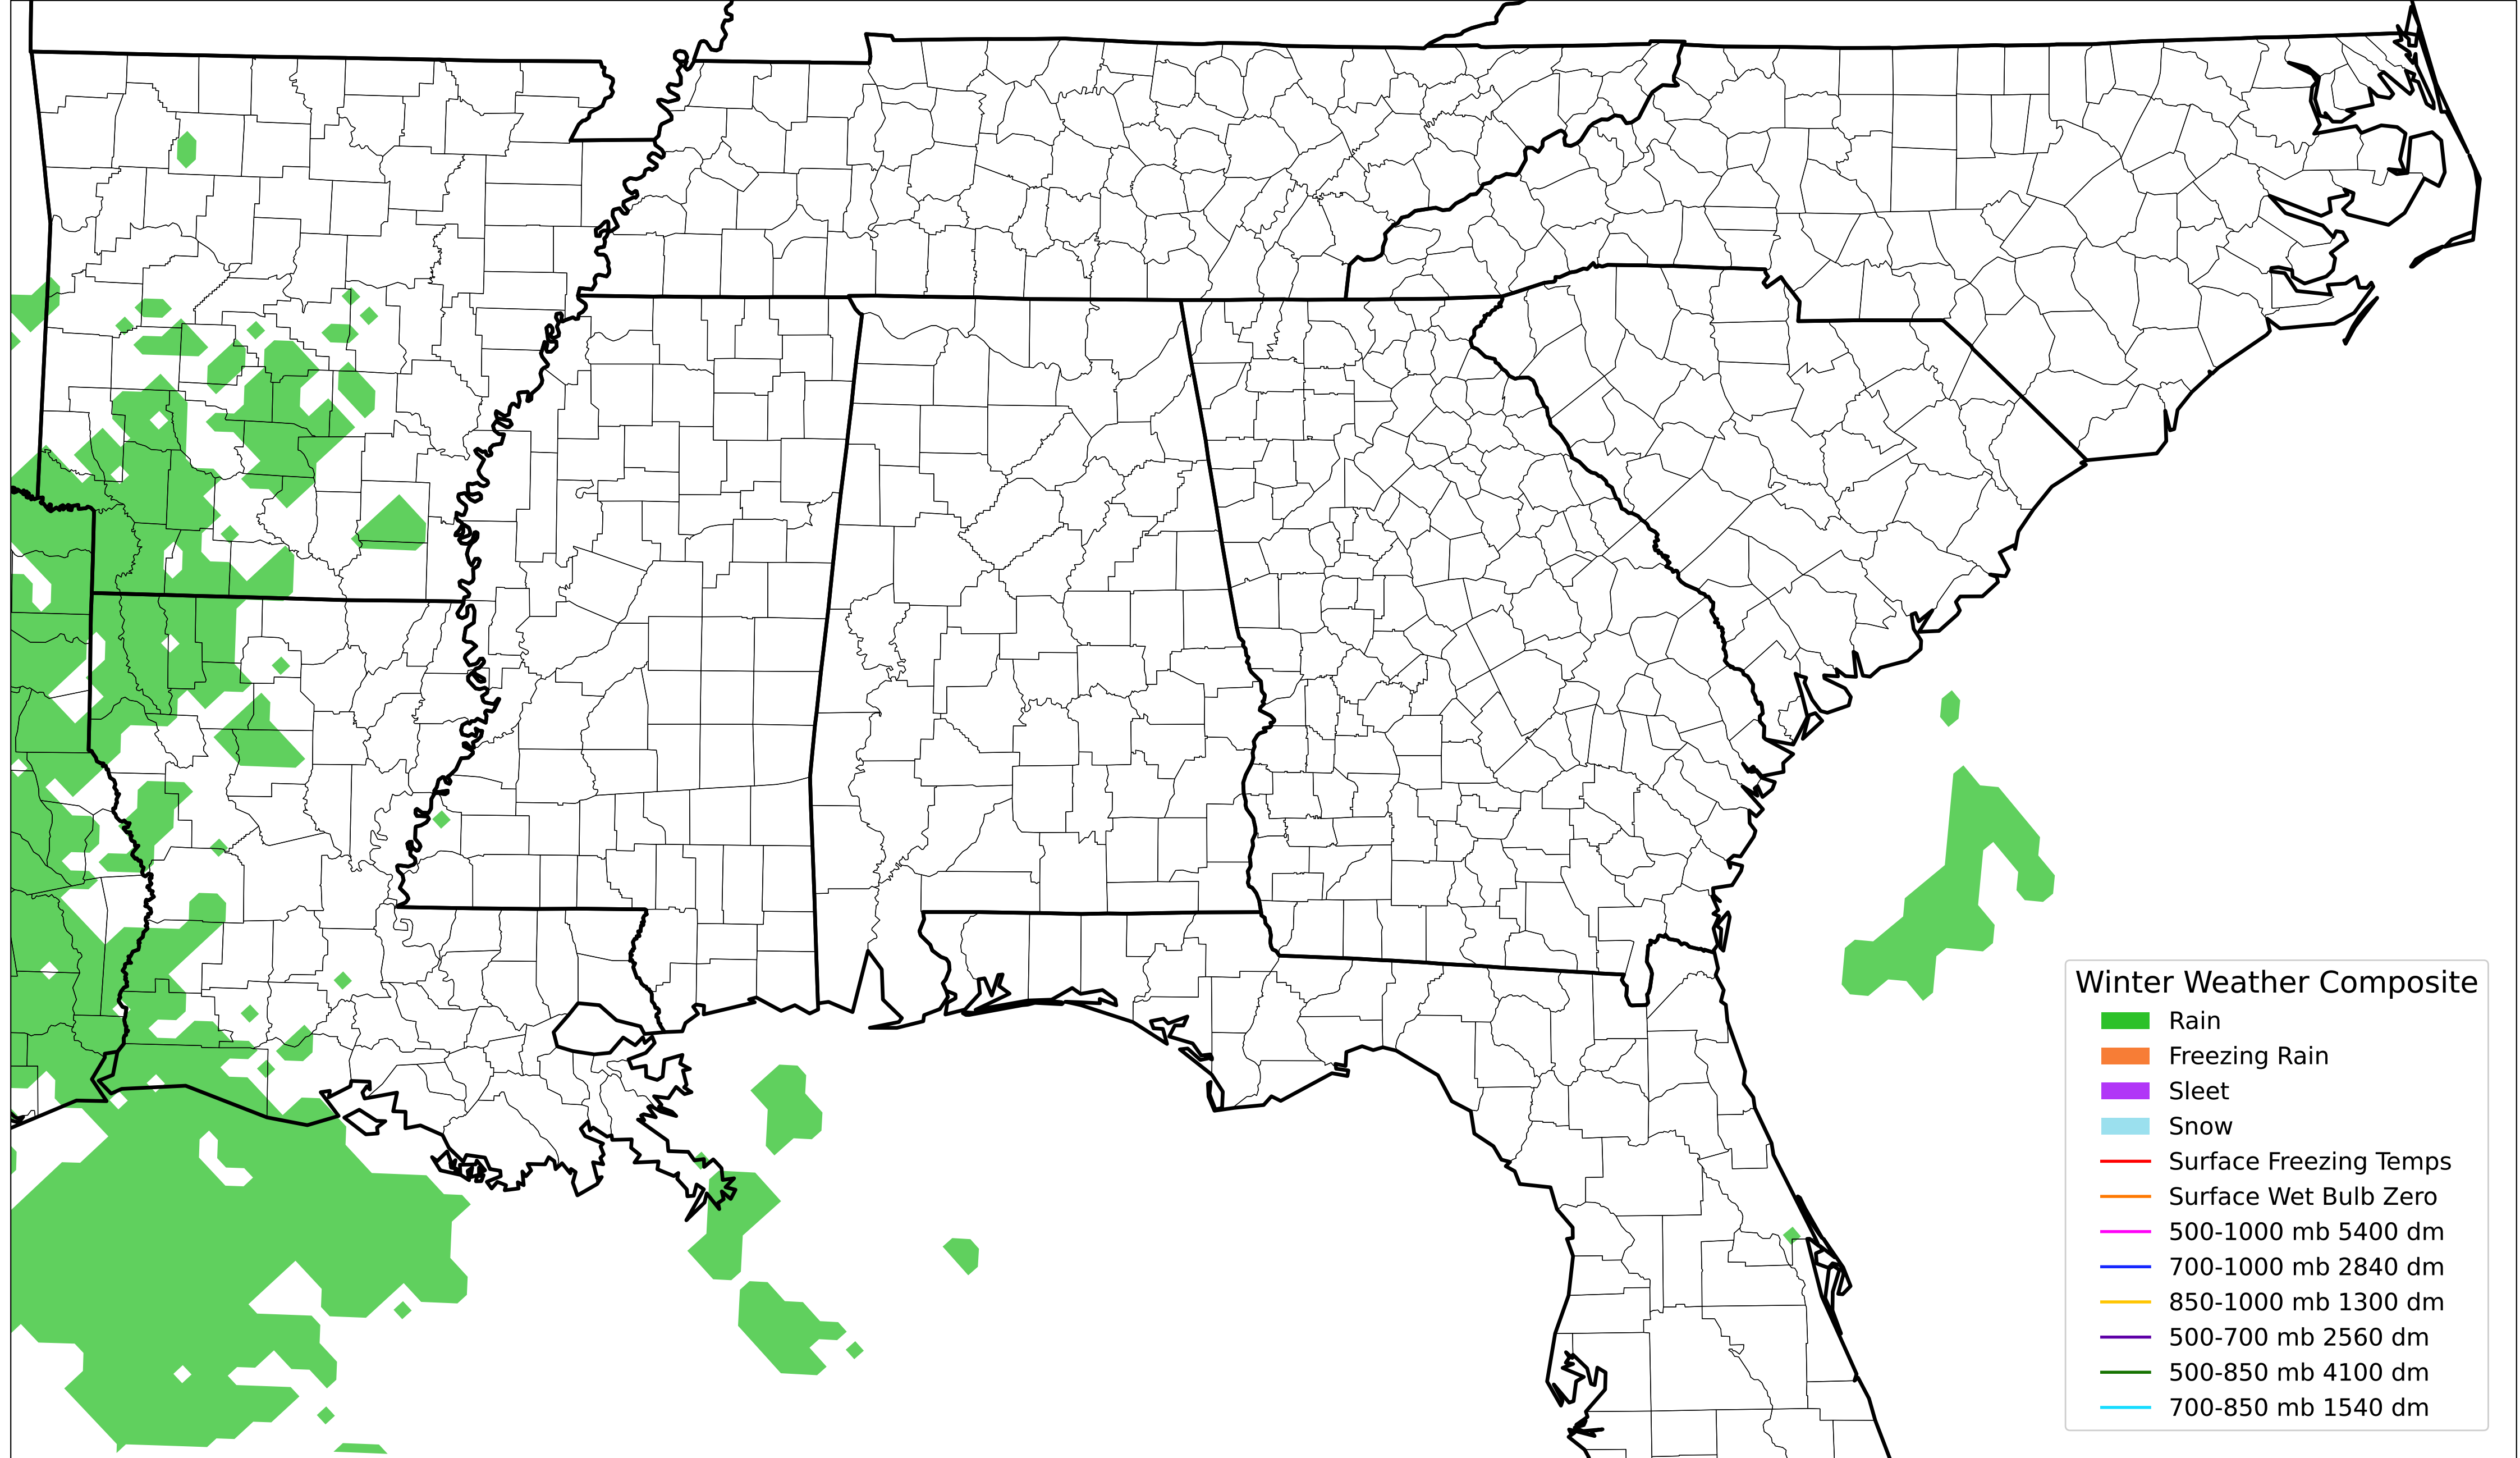 Winter Weather Composite
Rain
Freezing Rain
Sleet
Snow
Surface Freezing Temps
Surface Wet Bulb Zero
500-1000 mb 5400 dm
700-1000 mb 2840 dm
850-1000 mb 1300 dm
500-700 mb 2560 dm
500-850 mb 4100 dm
700-850 mb 1540 dm